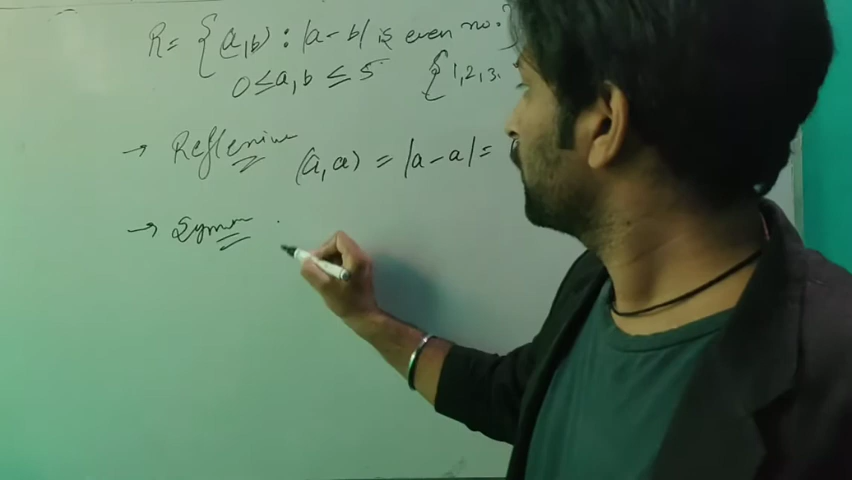 R = { (a,b) : |a - b| is even no.
0 ≤ a,b ≤ 5 { 1,2,3.
→ Reflexive (a, a) = |a - a| =
→ Symm